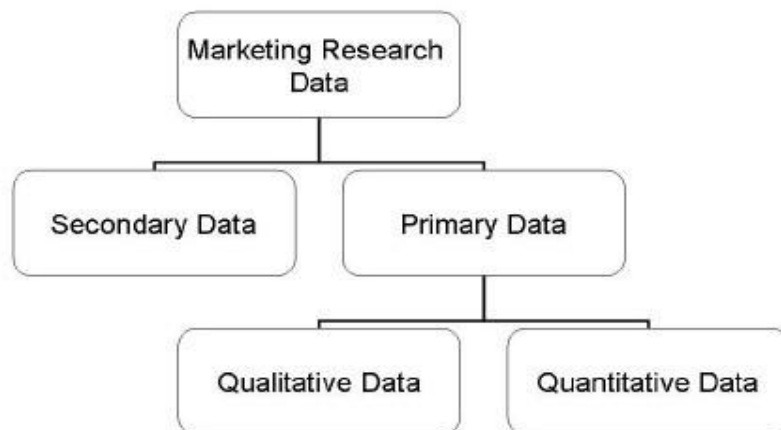 Marketing Research
Data
Secondary Data
Primary Data
Qualitative Data
Quantitative Data